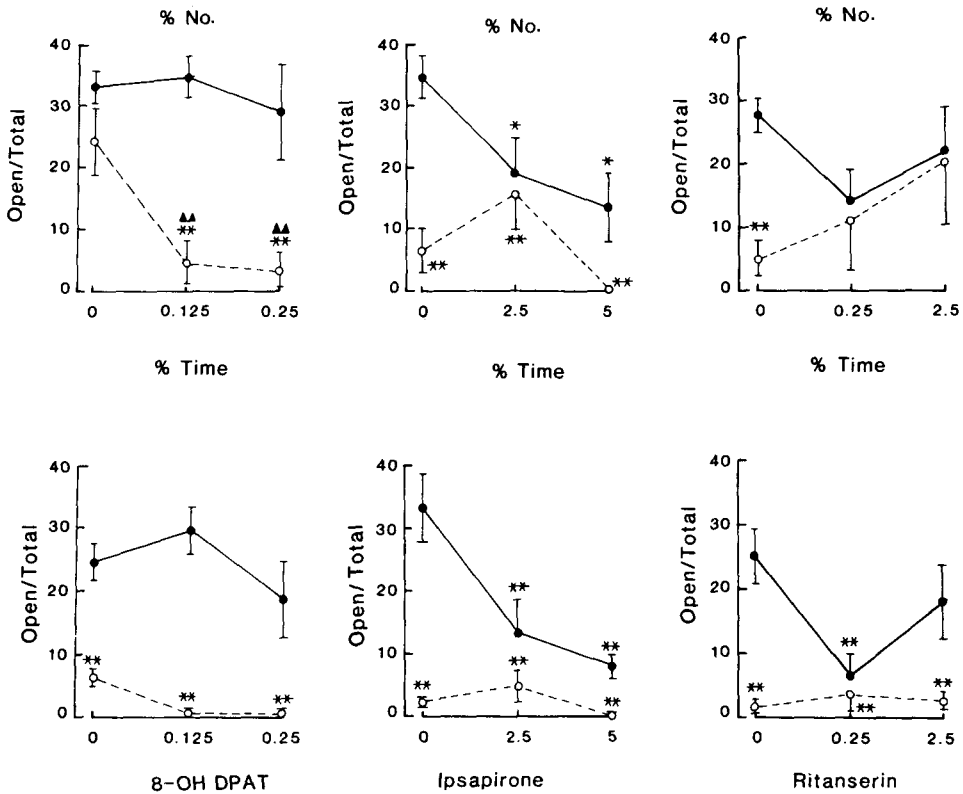 % No.
Open/Total
40
30
20
10
0
▲▲
**
▲▲
**
0 0.125 0.25
% No.
Open/Total
40
30
20
10
0
*
*
**
**
**
0 2.5 5
% No.
Open/Total
40
30
20
10
0
**
0 0.25 2.5
% Time
Open/Total
40
30
20
10
0
**
**
**
0 0.125 0.25
8-OH DPAT
% Time
Open/Total
40
30
20
10
0
**
**
**
**
**
0 2.5 5
Ipsapirone
% Time
Open/Total
40
30
20
10
0
**
**
**
**
0 0.25 2.5
Ritanserin